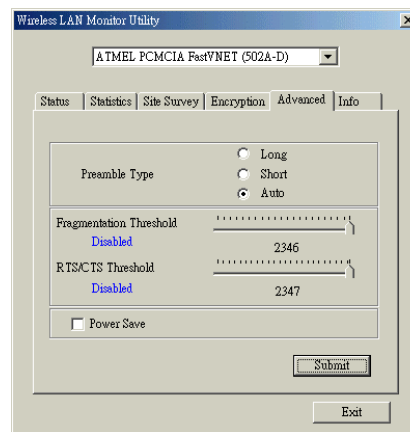 Wireless LAN Monitor Utility
ATMEL PCMCIA FastVNET (502A-D)
Status Statistics Site Survey Encryption Advanced Info
Preamble Type
Long
Short
Auto
Fragmentation Threshold
Disabled
2346
RTS/CTS Threshold
Disabled
2347
Power Save
Submit
Exit